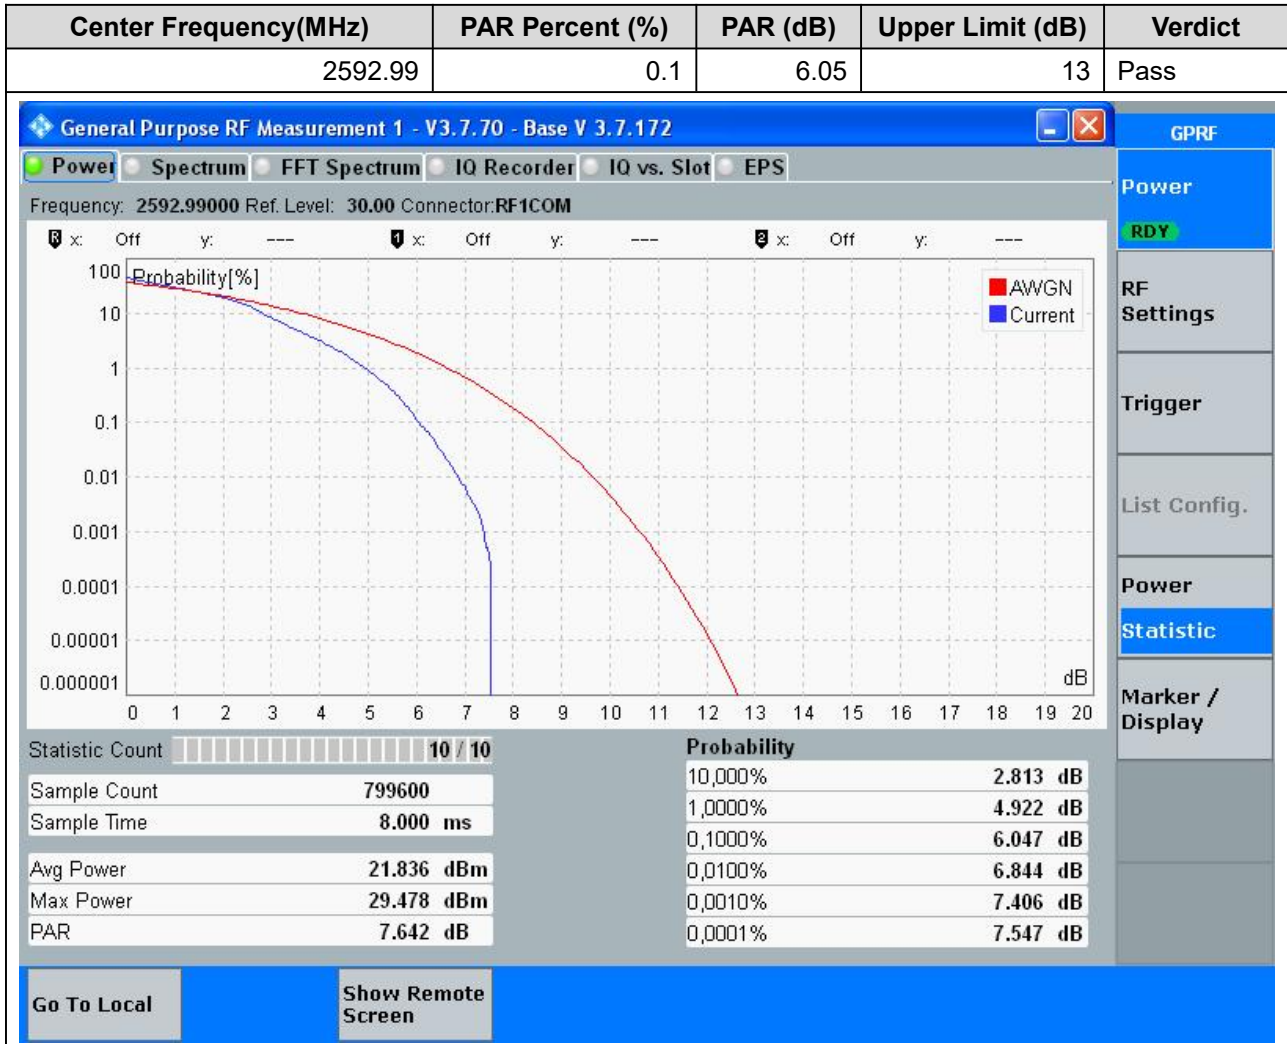 Center Frequency(MHz) PAR Percent (%) PAR (dB) Upper Limit (dB) Verdict
2592.99 0.1 6.05 13 Pass
General Purpose RF Measurement 1 - V3.7.70 - Base V 3.7.172
GPRF
Power Spectrum FFT Spectrum IQ Recorder IQ vs. Slot EPS
Frequency: 2592.99000 Ref. Level: 30.00 Connector:RF1COM
R x: Off y: --- 1 x: Off y: --- 2 x: Off y: ---
Probability[%]
AWGN
Current
100
10
1
0.1
0.01
0.001
0.0001
0.00001
0.000001
dB
0 1 2 3 4 5 6 7 8 9 10 11 12 13 14 15 16 17 18 19 20
Statistic Count 10 / 10
Sample Count 799600
Sample Time 8.000 ms
Avg Power 21.836 dBm
Max Power 29.478 dBm
PAR 7.642 dB
Probability
10,000% 2.813 dB
1,0000% 4.922 dB
0,1000% 6.047 dB
0,0100% 6.844 dB
0,0010% 7.406 dB
0,0001% 7.547 dB
Power
RDY
RF
Settings
Trigger
List Config.
Power
Statistic
Marker /
Display
Go To Local
Show Remote
Screen